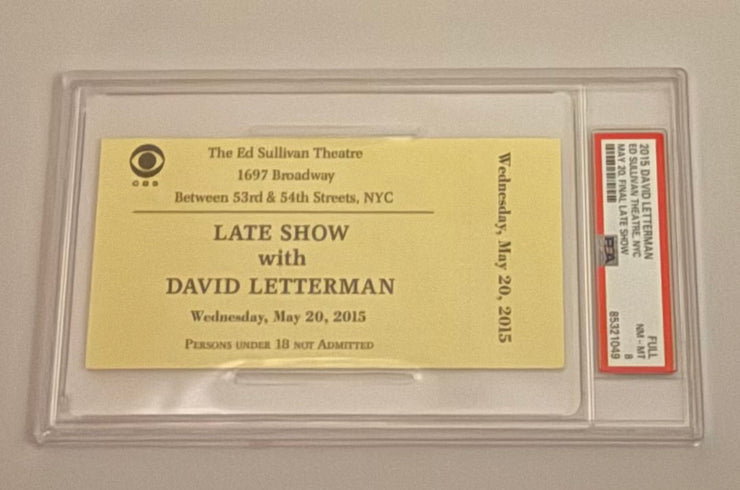 CBS
The Ed Sullivan Theatre
1697 Broadway
Between 53rd & 54th Streets, NYC
LATE SHOW
with
DAVID LETTERMAN
Wednesday, May 20, 2015
PERSONS UNDER 18 NOT ADMITTED
Wednesday, May 20, 2015
2015 DAVID LETTERMAN
ED SULLIVAN THEATRE, NYC
MAY 20, FINAL LATE SHOW
FULL
NM - MT
8
85321049
PSA